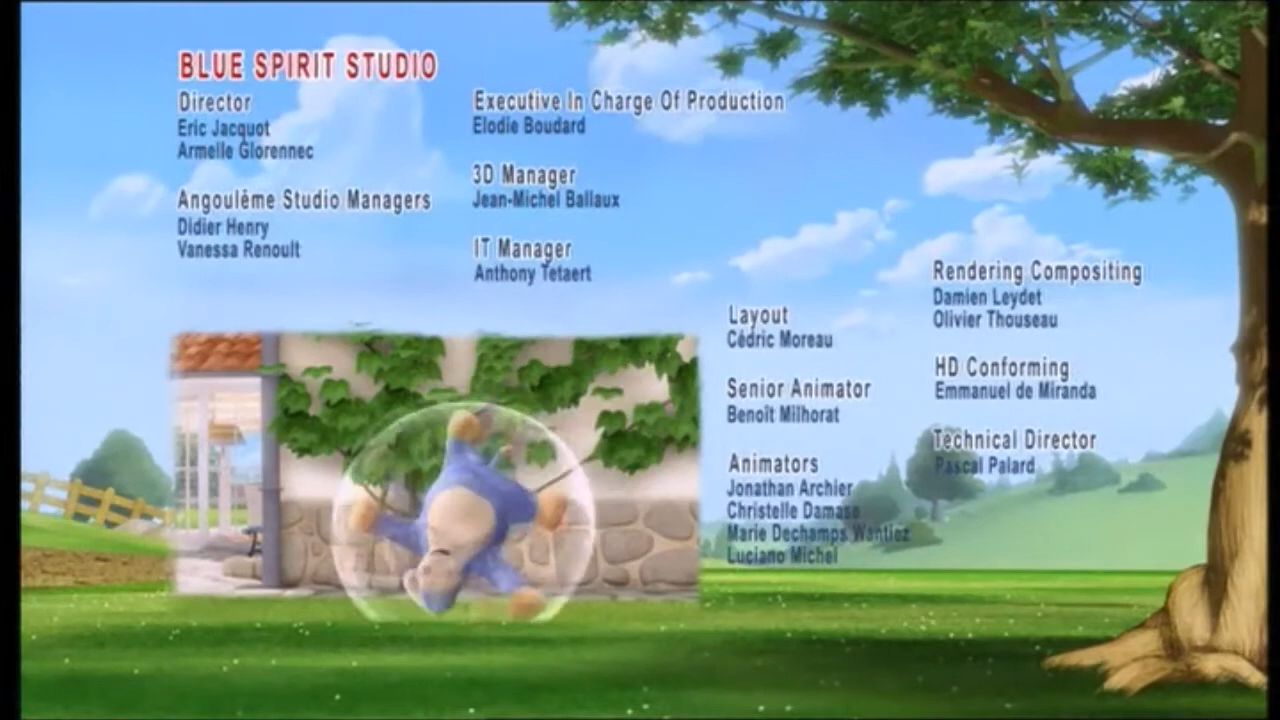 BLUE SPIRIT STUDIO
Director
Eric Jacquot
Armelle Glorennec
Angoulême Studio Managers
Didier Henry
Vanessa Renoult
Executive In Charge Of Production
Elodie Boudard
3D Manager
Jean-Michel Ballaux
IT Manager
Anthony Tetaert
Layout
Cédric Moreau
Senior Animator
Benoît Milhorat
Animators
Jonathan Archier
Christelle Damase
Marie Dechamps Wantiez
Luciano Michel
Rendering Compositing
Damien Leydet
Olivier Thouseau
HD Conforming
Emmanuel de Miranda
Technical Director
Pascal Palard